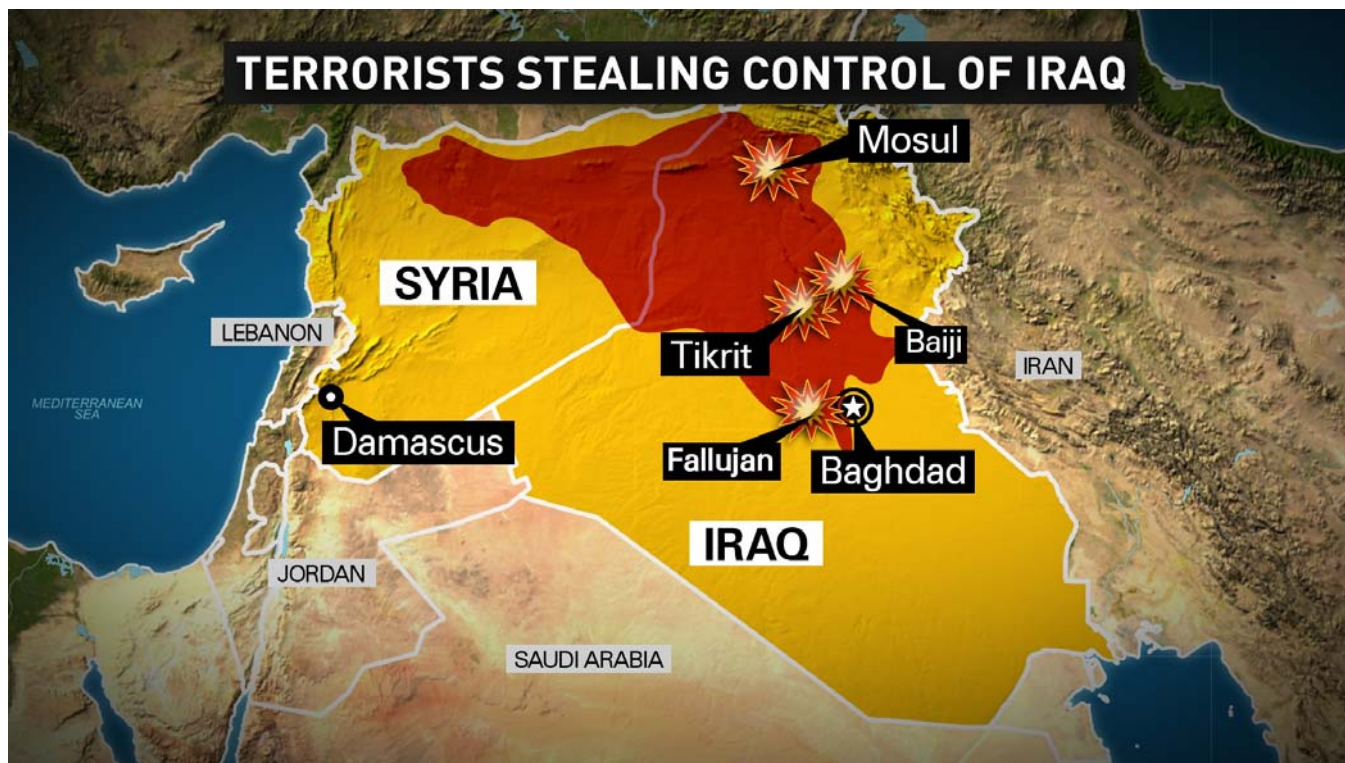 TERRORISTS STEALING CONTROL OF IRAQ
Mosul
SYRIA
LEBANON
Tikrit
Baiji
IRAN
MEDITERRANEAN
SEA
Damascus
Fallujan
Baghdad
IRAQ
JORDAN
SAUDI ARABIA